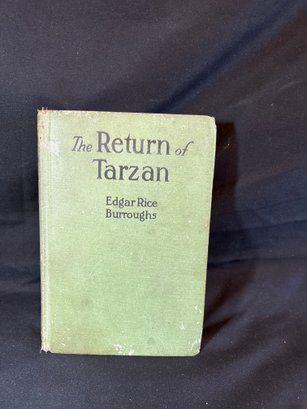 The Return of
Tarzan
Edgar Rice
Burroughs